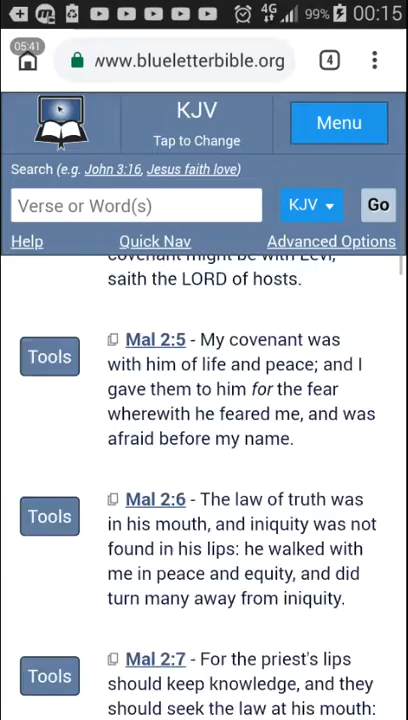 4G 99% 00:15
05:41
www.blueletterbible.org 4
KJV
Tap to Change
Menu
Search (e.g. John 3:16, Jesus faith love)
Verse or Word(s) KJV Go
Help Quick Nav Advanced Options
covenant might be with Levi,
saith the LORD of hosts.
Tools
Mal 2:5 - My covenant was
with him of life and peace; and I
gave them to him for the fear
wherewith he feared me, and was
afraid before my name.
Tools
Mal 2:6 - The law of truth was
in his mouth, and iniquity was not
found in his lips: he walked with
me in peace and equity, and did
turn many away from iniquity.
Tools
Mal 2:7 - For the priest's lips
should keep knowledge, and they
should seek the law at his mouth: